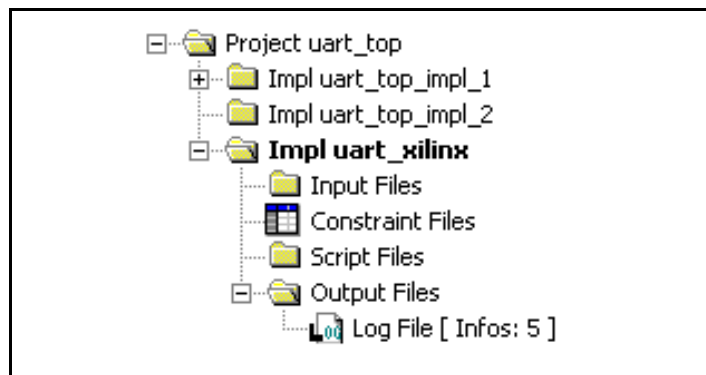 Project uart_top
Impl uart_top_impl_1
Impl uart_top_impl_2
Impl uart_xilinx
Input Files
Constraint Files
Script Files
Output Files
Log File [ Infos: 5 ]